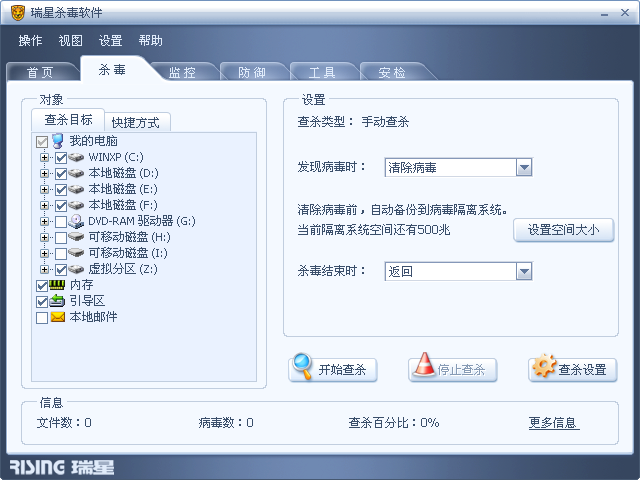 瑞星杀毒软件
操作 视图 设置 帮助
首页 杀毒 监控 防御 工具 安检
对象
查杀目标 快捷方式
我的电脑
WINXP (C:)
本地磁盘 (D:)
本地磁盘 (E:)
本地磁盘 (F:)
DVD-RAM 驱动器 (G:)
可移动磁盘 (H:)
可移动磁盘 (I:)
虚拟分区 (Z:)
内存
引导区
本地邮件
设置
查杀类型： 手动查杀
发现病毒时： 清除病毒
清除病毒前，自动备份到病毒隔离系统。
当前隔离系统空间还有500兆 设置空间大小
杀毒结束时： 返回
开始查杀 停止查杀 查杀设置
信息
文件数：0 病毒数：0 查杀百分比：0% 更多信息
RISING 瑞星